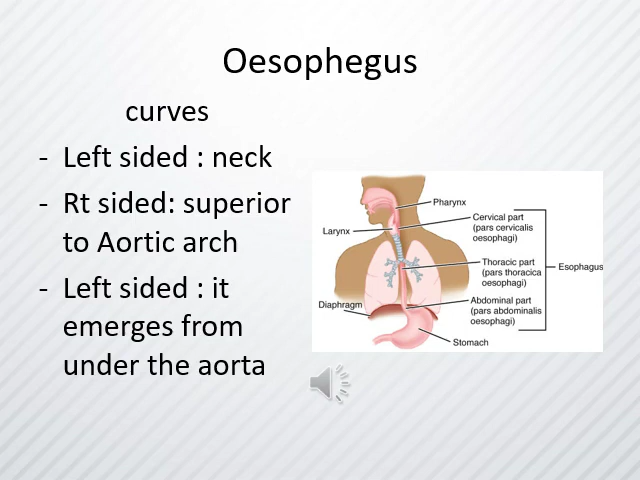 Oesophegus
curves
- Left sided : neck
- Rt sided: superior
to Aortic arch
- Left sided : it
emerges from
under the aorta
Pharynx
Larynx
Cervical part
(pars cervicalis
oesophagi)
Thoracic part
(pars thoracica
oesophagi)
Esophagus
Diaphragm
Abdominal part
(pars abdominalis
oesophagi)
Stomach